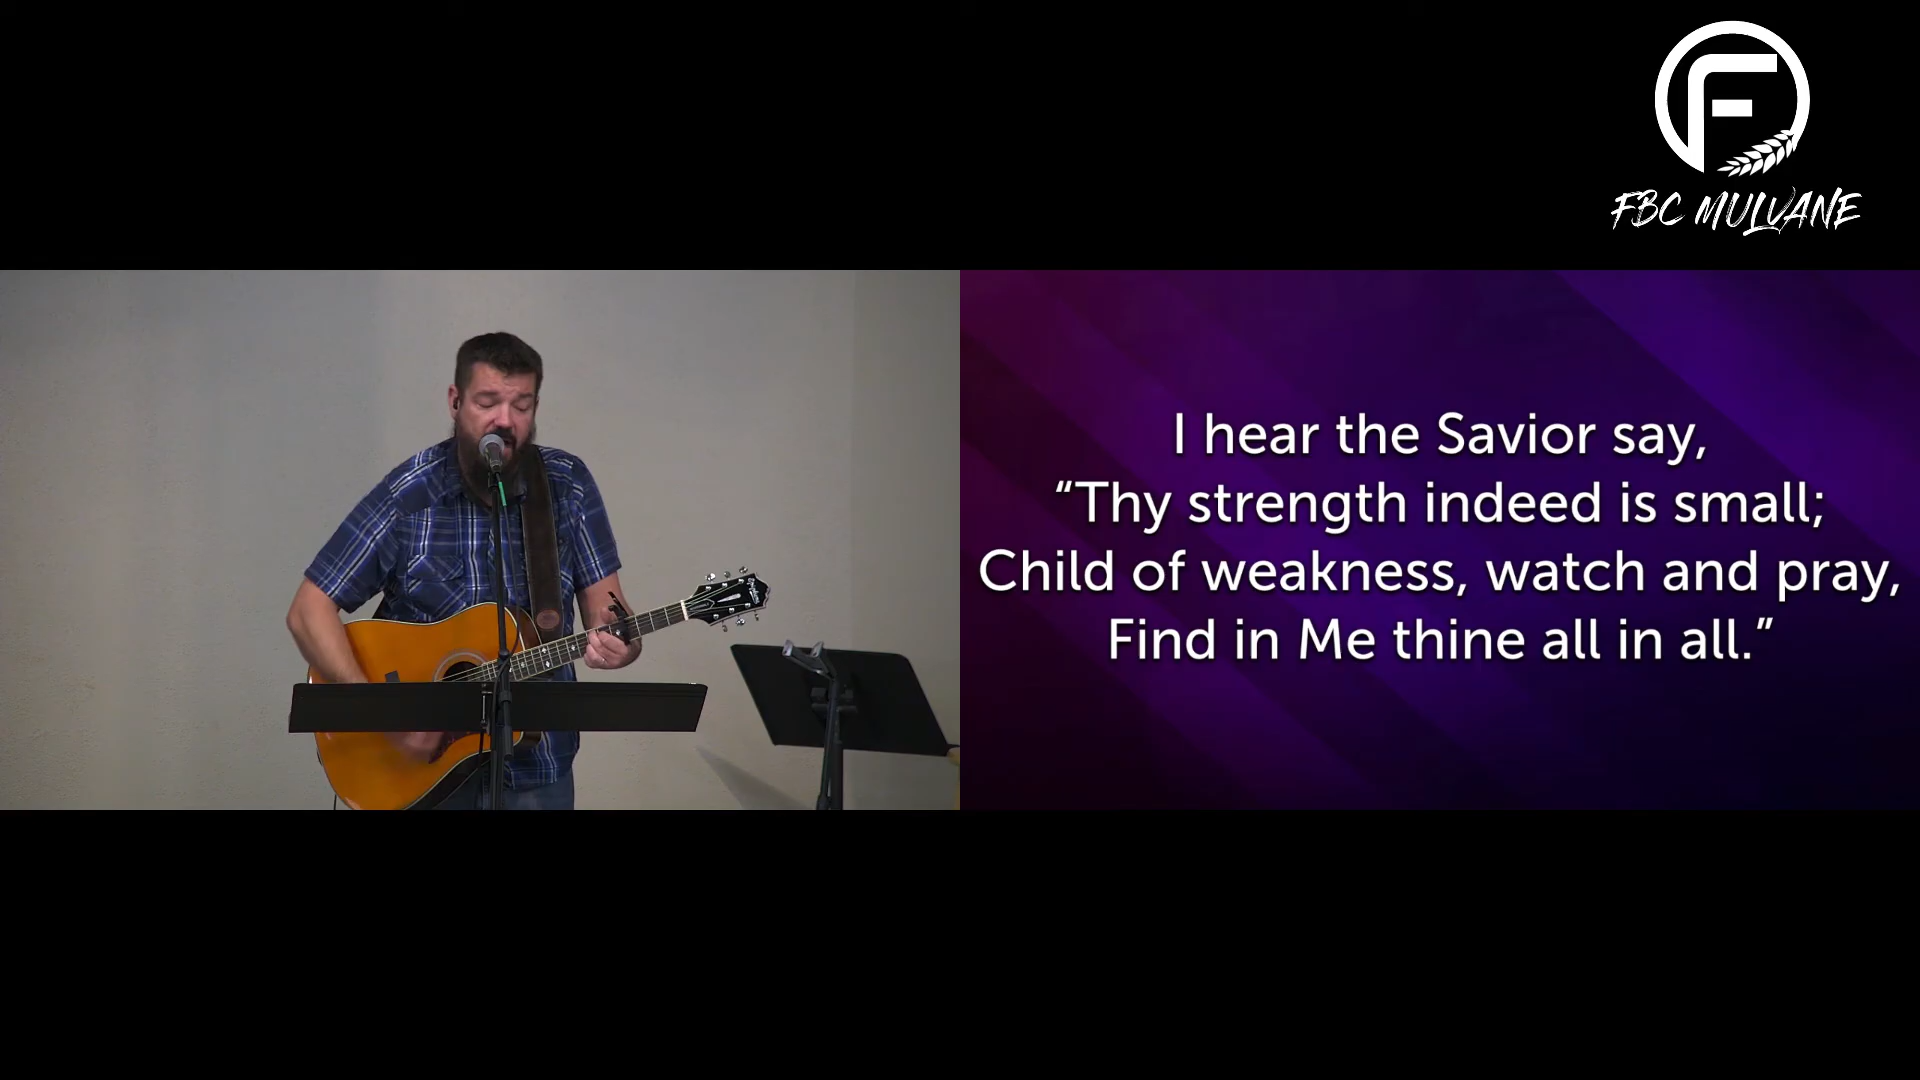 FBC MULVANE
I hear the Savior say,
“Thy strength indeed is small;
Child of weakness, watch and pray,
Find in Me thine all in all.”